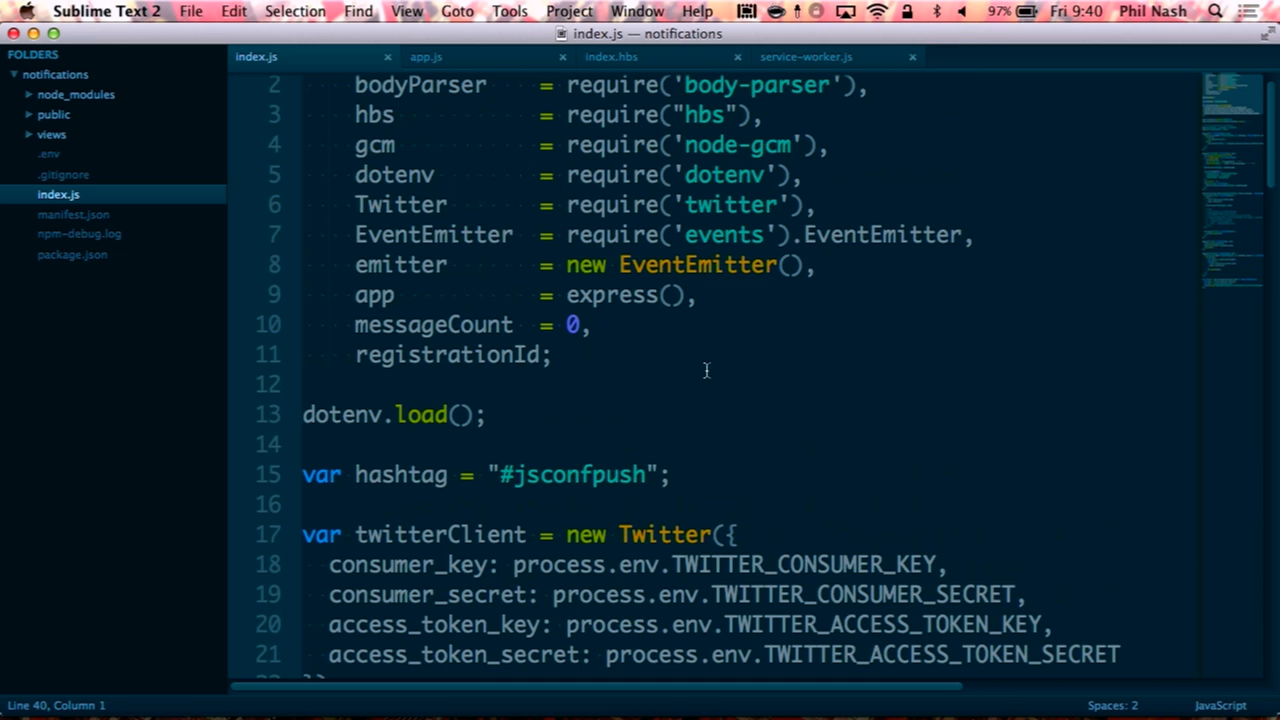 Sublime Text 2 File Edit Selection Find View Goto Tools Project Window Help 97% Fri 9:40 Phil Nash
index.js — notifications
FOLDERS
notifications
node_modules
public
views
.env
.gitignore
index.js
manifest.json
npm-debug.log
package.json
index.js app.js index.hbs service-worker.js
2 bodyParser = require('body-parser'),
3 hbs = require("hbs"),
4 gcm = require('node-gcm'),
5 dotenv = require('dotenv'),
6 Twitter = require('twitter'),
7 EventEmitter = require('events').EventEmitter,
8 emitter = new EventEmitter(),
9 app = express(),
10 messageCount = 0,
11 registrationId;
12
13 dotenv.load();
14
15 var hashtag = "#jsconfpush";
16
17 var twitterClient = new Twitter({
18 consumer_key: process.env.TWITTER_CONSUMER_KEY,
19 consumer_secret: process.env.TWITTER_CONSUMER_SECRET,
20 access_token_key: process.env.TWITTER_ACCESS_TOKEN_KEY,
21 access_token_secret: process.env.TWITTER_ACCESS_TOKEN_SECRET
Line 40, Column 1 Spaces: 2 JavaScript